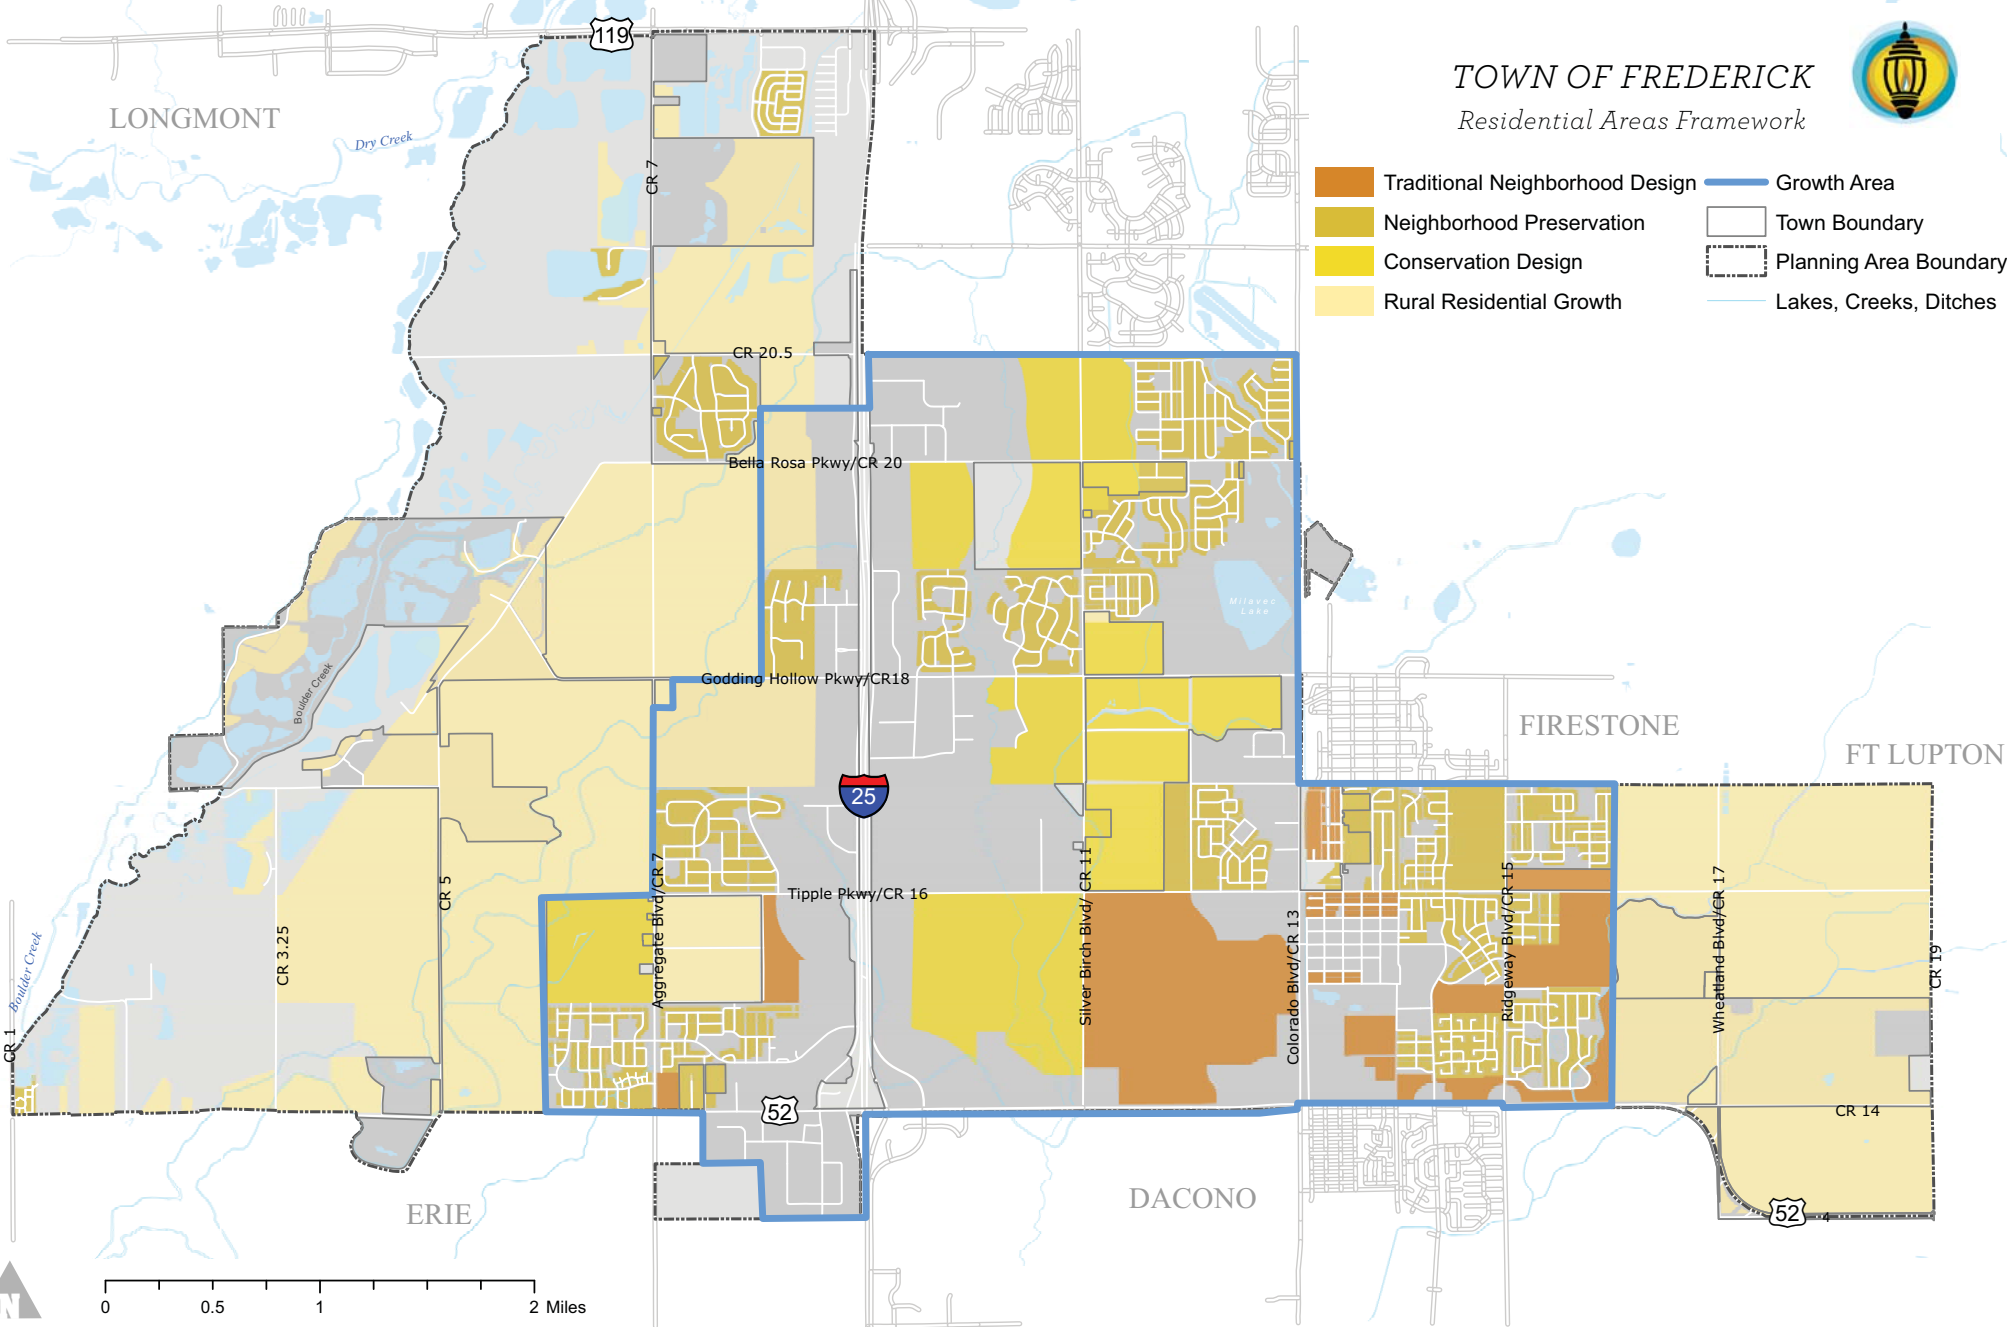 TOWN OF FREDERICK
Residential Areas Framework
Traditional Neighborhood Design
Neighborhood Preservation
Conservation Design
Rural Residential Growth
Growth Area
Town Boundary
Planning Area Boundary
Lakes, Creeks, Ditches
119
LONGMONT
Dry Creek
CR 7
CR 20.5
Bella Rosa Pkwy/CR 20
Milavec
Lake
Boulder Creek
Godding Hollow Pkwy/CR18
FIRESTONE
FT LUPTON
25
Tipple Pkwy/CR 16
CR 5
Aggregate Blvd/CR 7
Silver Birch Blvd/ CR 11
Colorado Blvd/CR 13
Ridgeway Blvd/CR 15
Wheatland Blvd/CR 17
CR 19
CR 3.25
Boulder Creek
CR 1
52
CR 14
ERIE
DACONO
52
4
N
0
0.5
1
2 Miles